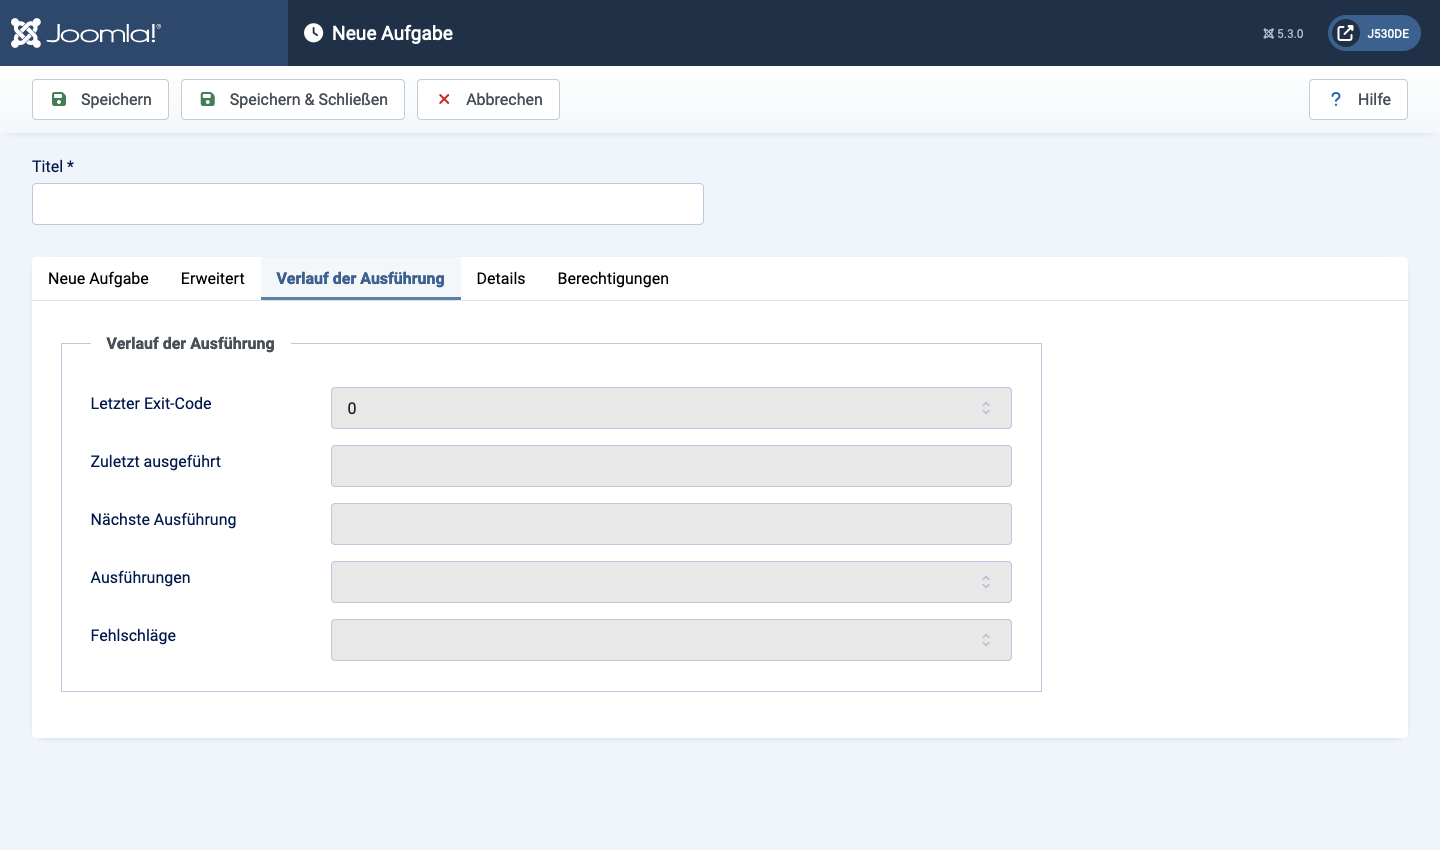 Joomla!®
Neue Aufgabe
5.3.0
J530DE
Speichern
Speichern & Schließen
Abbrechen
? Hilfe
Titel *
Neue Aufgabe
Erweitert
Verlauf der Ausführung
Details
Berechtigungen
Verlauf der Ausführung
Letzter Exit-Code
0
Zuletzt ausgeführt
Nächste Ausführung
Ausführungen
Fehlschläge